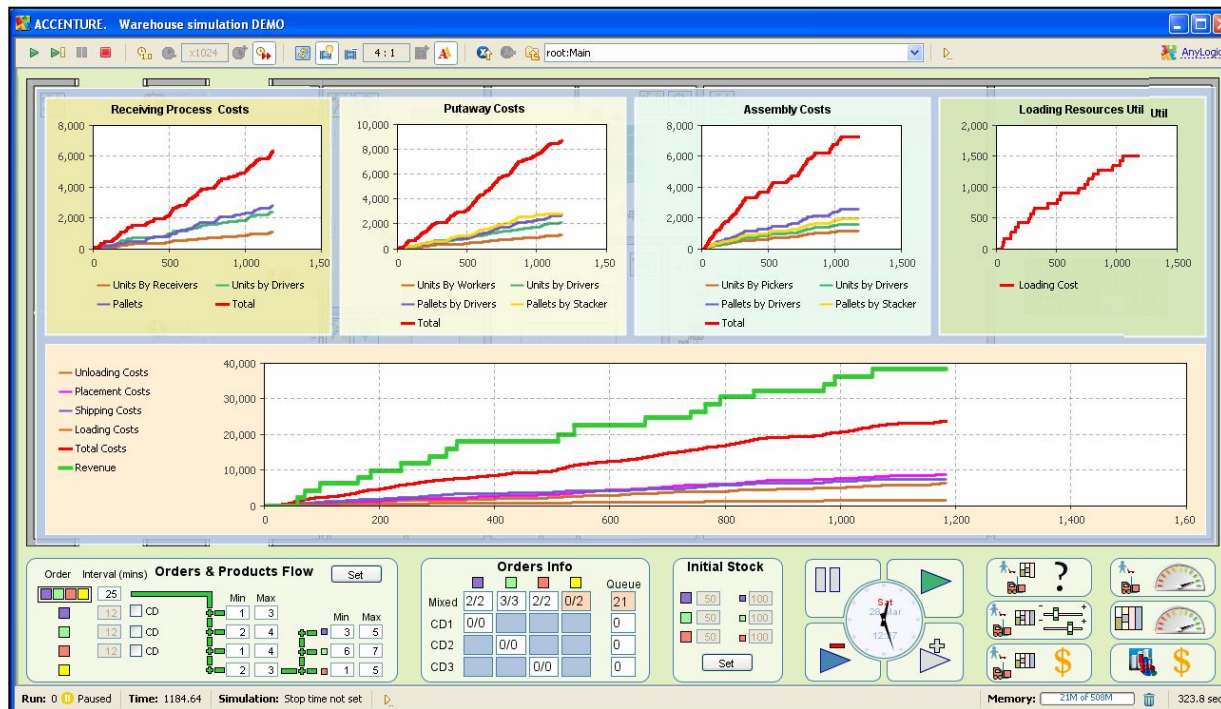 ACCENTURE. Warehouse simulation DEMO
x1024 4 : 1 root:Main AnyLogic
Receiving Process Costs
8,000
6,000
4,000
2,000
0
0 500 1,000 1,50
Units By Receivers Units by Drivers
Pallets Total
Putaway Costs
10,000
8,000
6,000
4,000
2,000
0
0 500 1,000 1,50
Units By Workers Units by Drivers
Pallets by Drivers Pallets by Stacker
Total
Assembly Costs
8,000
6,000
4,000
2,000
0
0 500 1,000 1,50
Units By Pickers Units by Drivers
Pallets by Drivers Pallets by Stacker
Total
Loading Resources Util Util
2,000
1,500
1,000
500
0
0 500 1,000 1,50
Loading Cost
Unloading Costs
Placement Costs
Shipping Costs
Loading Costs
Total Costs
Revenue
40,000
30,000
20,000
10,000
0
0 200 400 600 800 1,000 1,200 1,400 1,60
Order Interval (mins) Orders & Products Flow Set
25
Min Max
12 CD 1 3
Min Max
12 CD 2 4 3 5
12 CD 1 4 6 7
2 3 1 5
Orders Info
Queue
Mixed 2/2 3/3 2/2 0/2 21
CD1 0/0 0
CD2 0/0 0
CD3 0/0 0
Initial Stock
50 100
50 100
50 100
Set
Sat
?
$
$
Run: 0 Paused Time: 1184.64 Simulation: Stop time not set Memory: 21M of 508M 323.8 sec